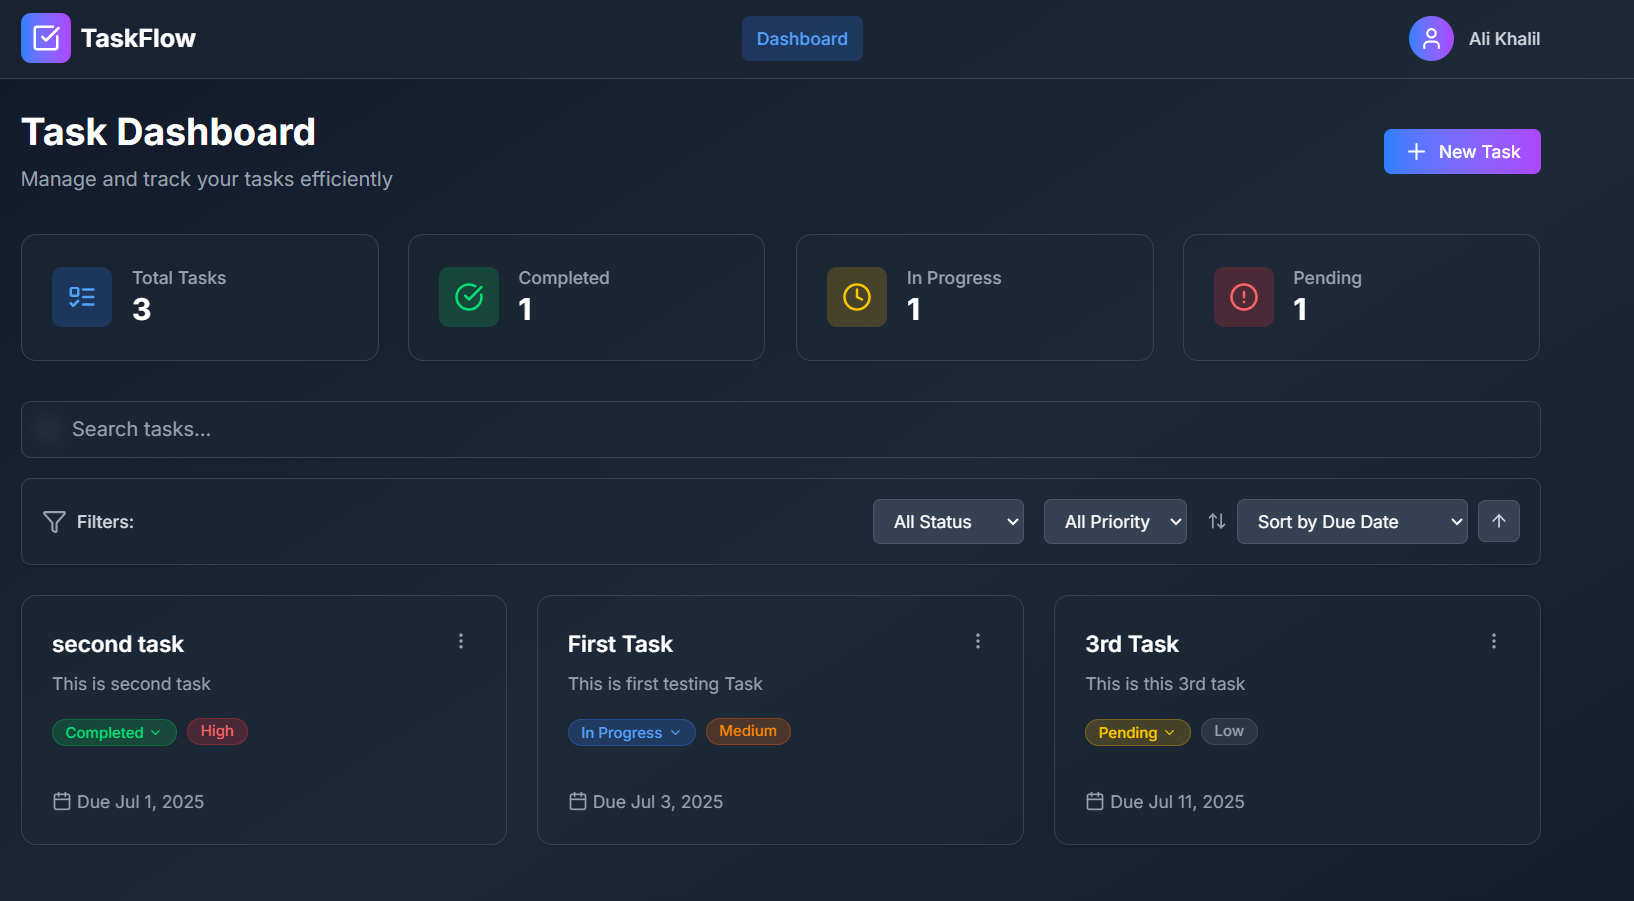 TaskFlow
Dashboard
Ali Khalil
Task Dashboard
Manage and track your tasks efficiently
New Task
Total Tasks
3
Completed
1
In Progress
1
Pending
1
Search tasks...
Filters:
All Status
All Priority
Sort by Due Date
second task
This is second task
Completed
High
Due Jul 1, 2025
First Task
This is first testing Task
In Progress
Medium
Due Jul 3, 2025
3rd Task
This is this 3rd task
Pending
Low
Due Jul 11, 2025